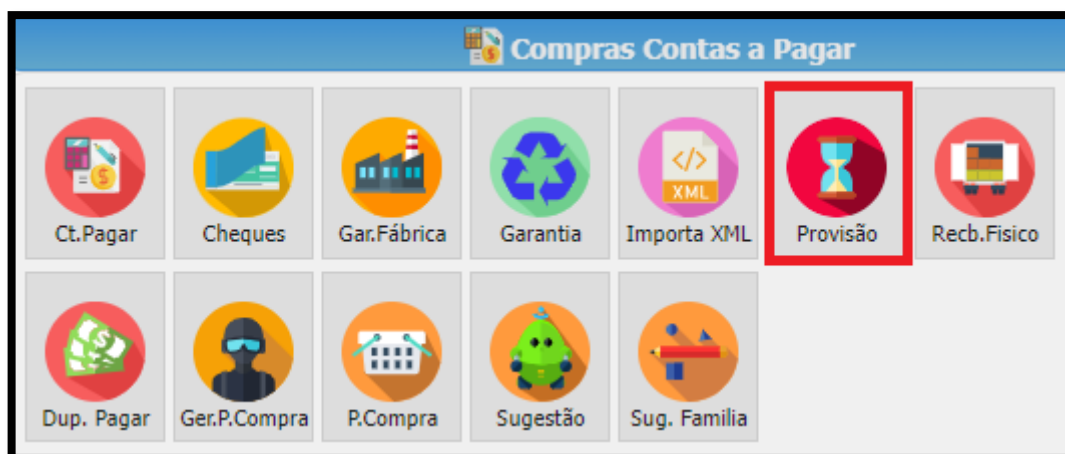 Compras Contas a Pagar
Ct.Pagar
Cheques
Gar.Fábrica
Garantia
XML
Importa XML
Provisão
Recb.Fisico
Dup. Pagar
Ger.P.Compra
P.Compra
Sugestão
Sug. Familia